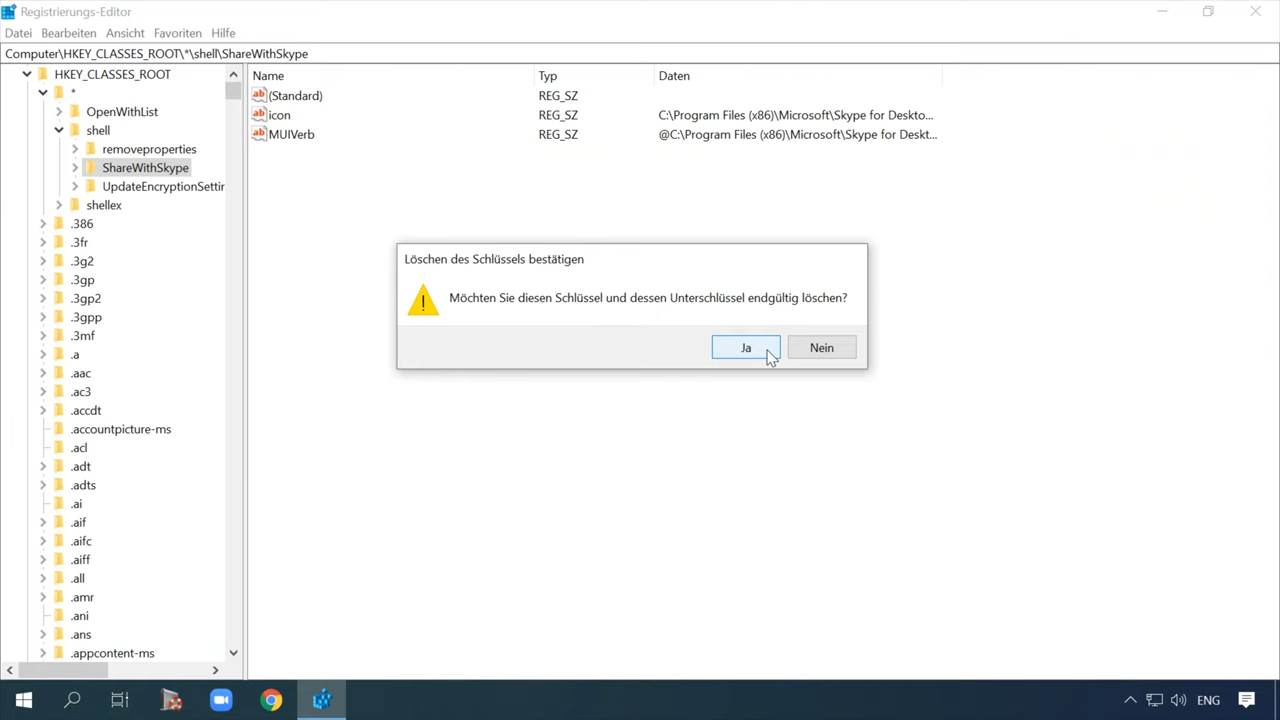 Registrierungs-Editor
Datei Bearbeiten Ansicht Favoriten Hilfe
Computer\HKEY_CLASSES_ROOT\*\shell\ShareWithSkype
HKEY_CLASSES_ROOT
*
OpenWithList
shell
removeproperties
ShareWithSkype
UpdateEncryptionSettin
shellex
.386
.3fr
.3g2
.3gp
.3gp2
.3gpp
.3mf
.a
.aac
.ac3
.accdt
.accountpicture-ms
.acl
.adt
.adts
.ai
.aif
.aifc
.aiff
.all
.amr
.ani
.ans
.appcontent-ms
Name Typ Daten
ab (Standard) REG_SZ
ab icon REG_SZ C:\Program Files (x86)\Microsoft\Skype for Deskto...
ab MUIVerb REG_SZ @C:\Program Files (x86)\Microsoft\Skype for Deskt...
Löschen des Schlüssels bestätigen
Möchten Sie diesen Schlüssel und dessen Unterschlüssel endgültig löschen?
Ja Nein
ENG